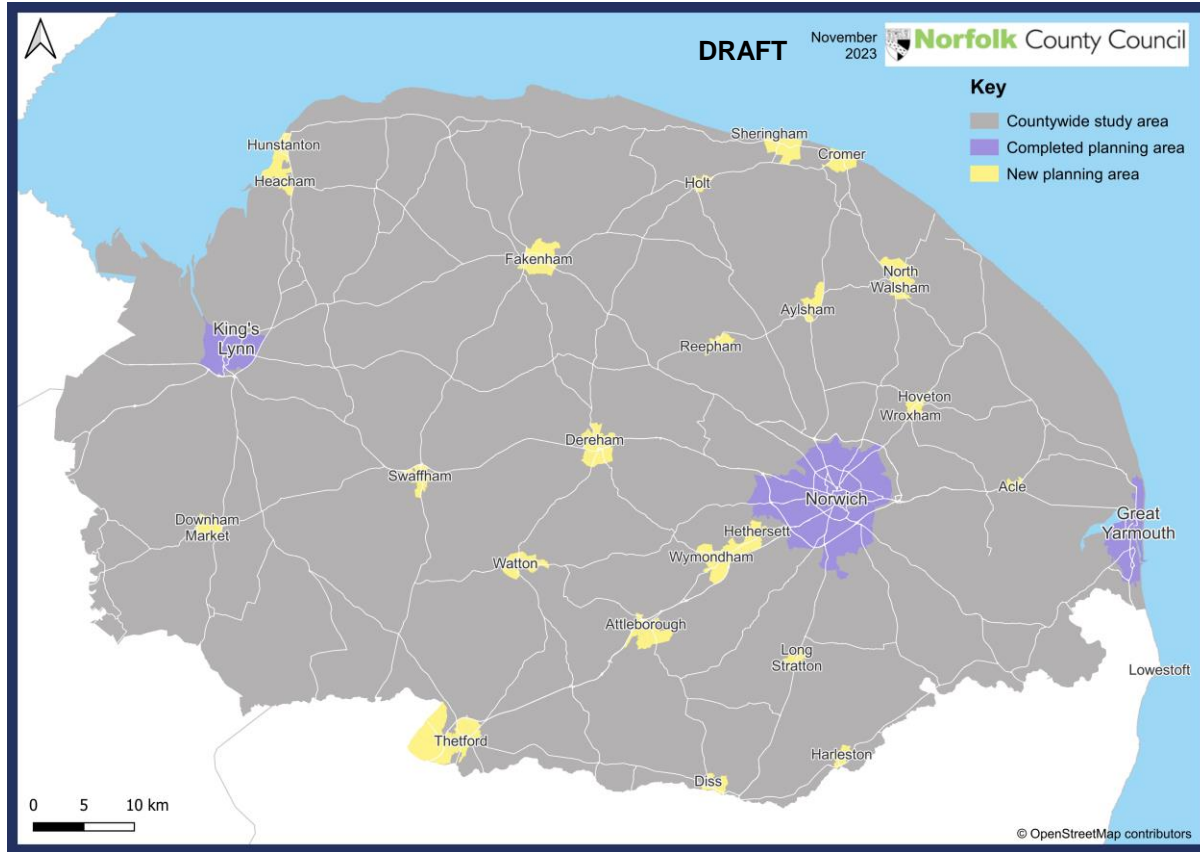 DRAFT
November
2023
Norfolk County Council
Key
Countywide study area
Completed planning area
New planning area
Hunstanton
Heacham
Sheringham
Cromer
Holt
Fakenham
North
Walsham
Aylsham
King's
Lynn
Reepham
Hoveton
Wroxham
Dereham
Swaffham
Norwich
Acle
Downham
Market
Great
Yarmouth
Hethersett
Wymondham
Watton
Attleborough
Long
Stratton
Lowestoft
Thetford
Harleston
Diss
0 5 10 km
© OpenStreetMap contributors